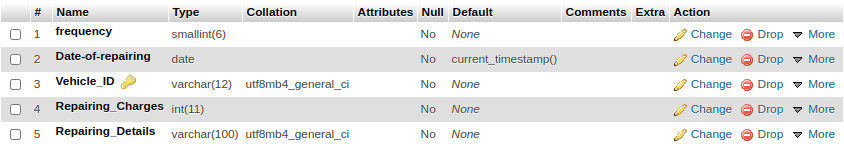 # Name Type Collation Attributes Null Default Comments Extra Action
1 frequency smallint(6) No None Change Drop More
2 Date-of-repairing date No current_timestamp() Change Drop More
3 Vehicle_ID varchar(12) utf8mb4_general_ci No None Change Drop More
4 Repairing_Charges int(11) No None Change Drop More
5 Repairing_Details varchar(100) utf8mb4_general_ci No None Change Drop More